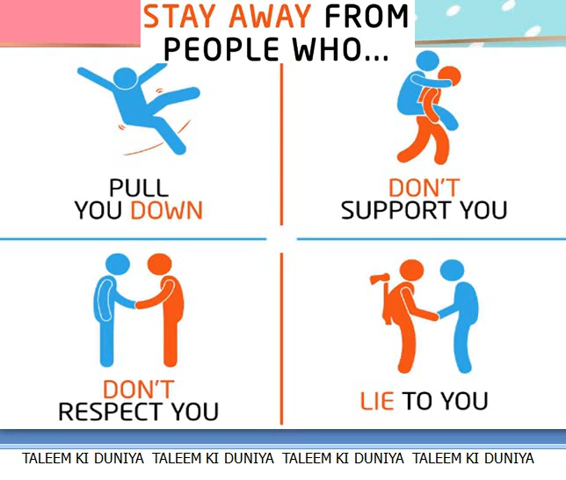 STAY AWAY FROM
PEOPLE WHO...
PULL
YOU DOWN
DON'T
SUPPORT YOU
DON'T
RESPECT YOU
LIE TO YOU
TALEEM KI DUNIYA TALEEM KI DUNIYA TALEEM KI DUNIYA TALEEM KI DUNIYA